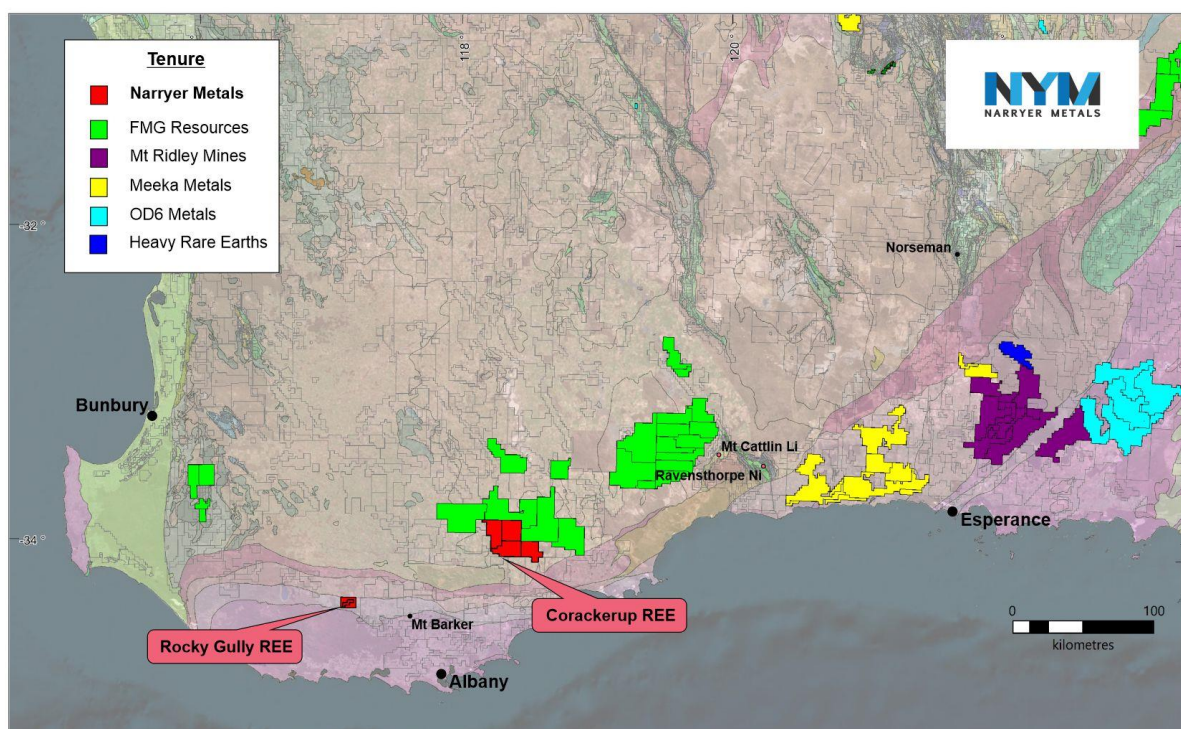 Tenure
Narryer Metals
FMG Resources
Mt Ridley Mines
Meeka Metals
OD6 Metals
Heavy Rare Earths
118
120
NYM
NARRYER METALS
-32°
Norseman
Bunbury
Mt Cattlin Li
Ravensthorpe Ni
Esperance
-34°
Corackerup REE
Rocky Gully REE
Mt Barker
Albany
0 100
kilometres